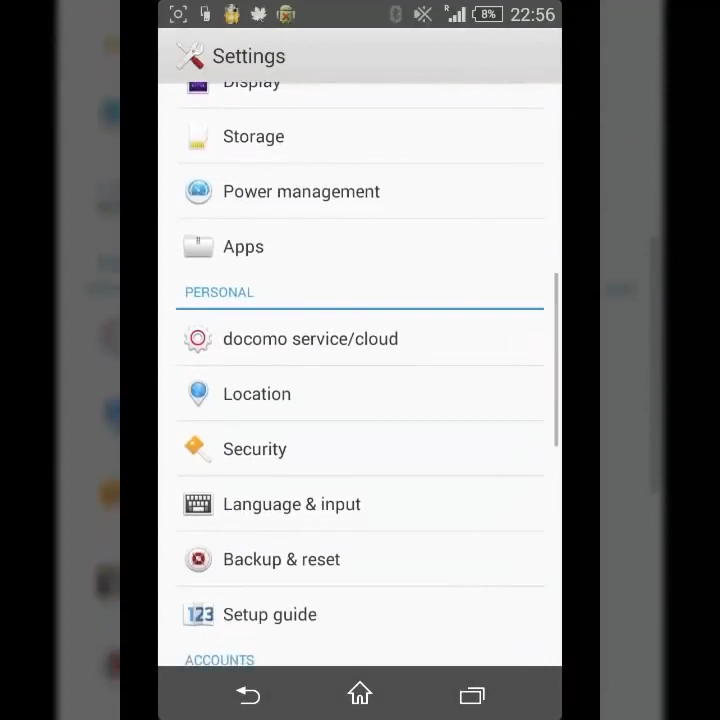 R 8% 22:56
Settings
Display
Storage
Power management
Apps
PERSONAL
docomo service/cloud
Location
Security
Language & input
Backup & reset
123 Setup guide
ACCOUNTS